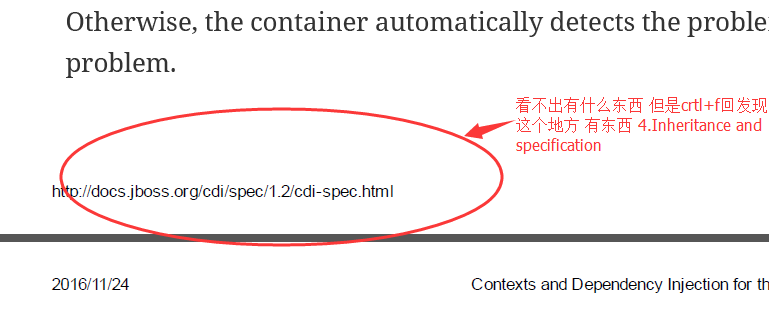 Otherwise, the container automatically detects the proble
problem.
看不出有什么东西 但是crtl+f回发现
这个地方 有东西 4.Inheritance and
specification
http://docs.jboss.org/cdi/spec/1.2/cdi-spec.html
2016/11/24
Contexts and Dependency Injection for th